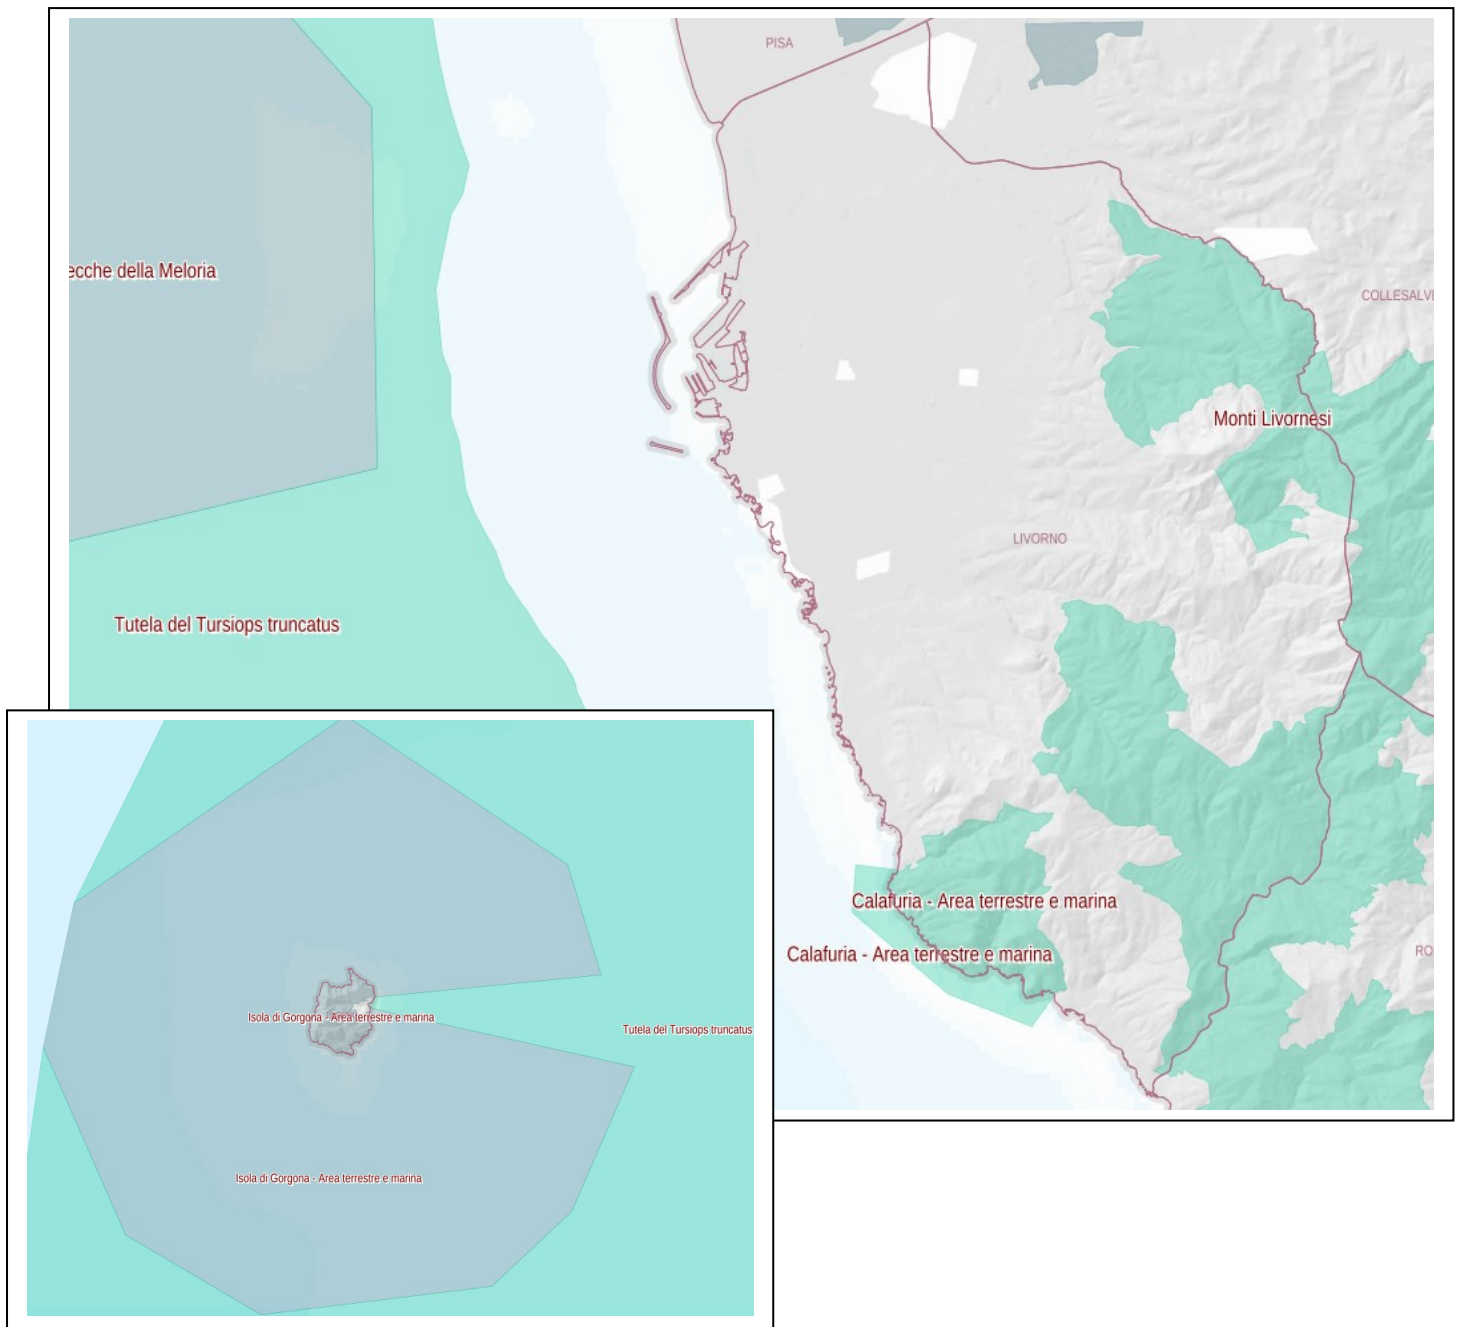 PISA
ecche della Meloria
COLLESALVE
Monti Livornesi
LIVORNO
Tutela del Tursiops truncatus
Calafuria - Area terrestre e marina
Calafuria - Area terrestre e marina
RO
Isola di Gorgona - Area terrestre e marina
Tutela del Tursiops truncatus
Isola di Gorgona - Area terrestre e marina